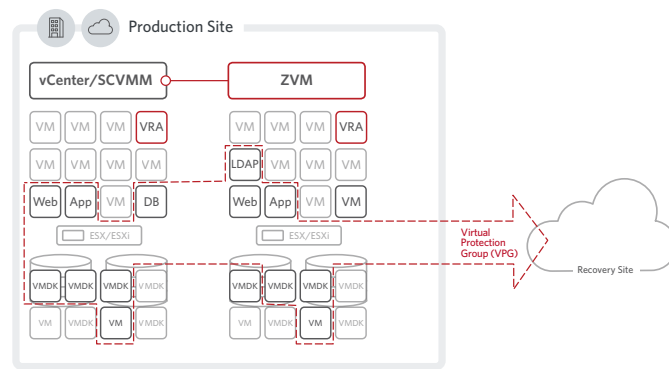 Production Site
vCenter/SCVMM
ZVM
VM VM VM VRA
VM VM VM VRA
VM VM VM VM
LDAP VM VM VM
Web App VM DB
Web App VM VM
ESX/ESXi
ESX/ESXi
Virtual
Protection
Group (VPG)
Recovery Site
VMDK VMDK VMDK VMDK
VMDK VMDK VMDK VMDK
VM VMDK VM VMDK
VM VMDK VM VMDK